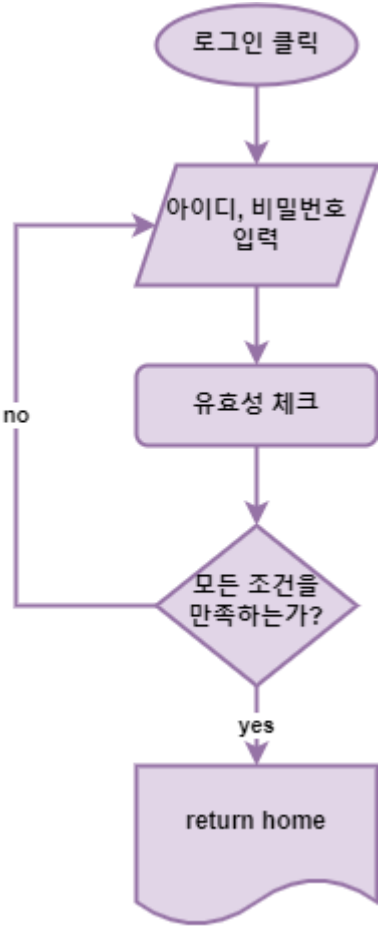 로그인 클릭
아이디, 비밀번호
입력
유효성 체크
no
모든 조건을
만족하는가?
yes
return home